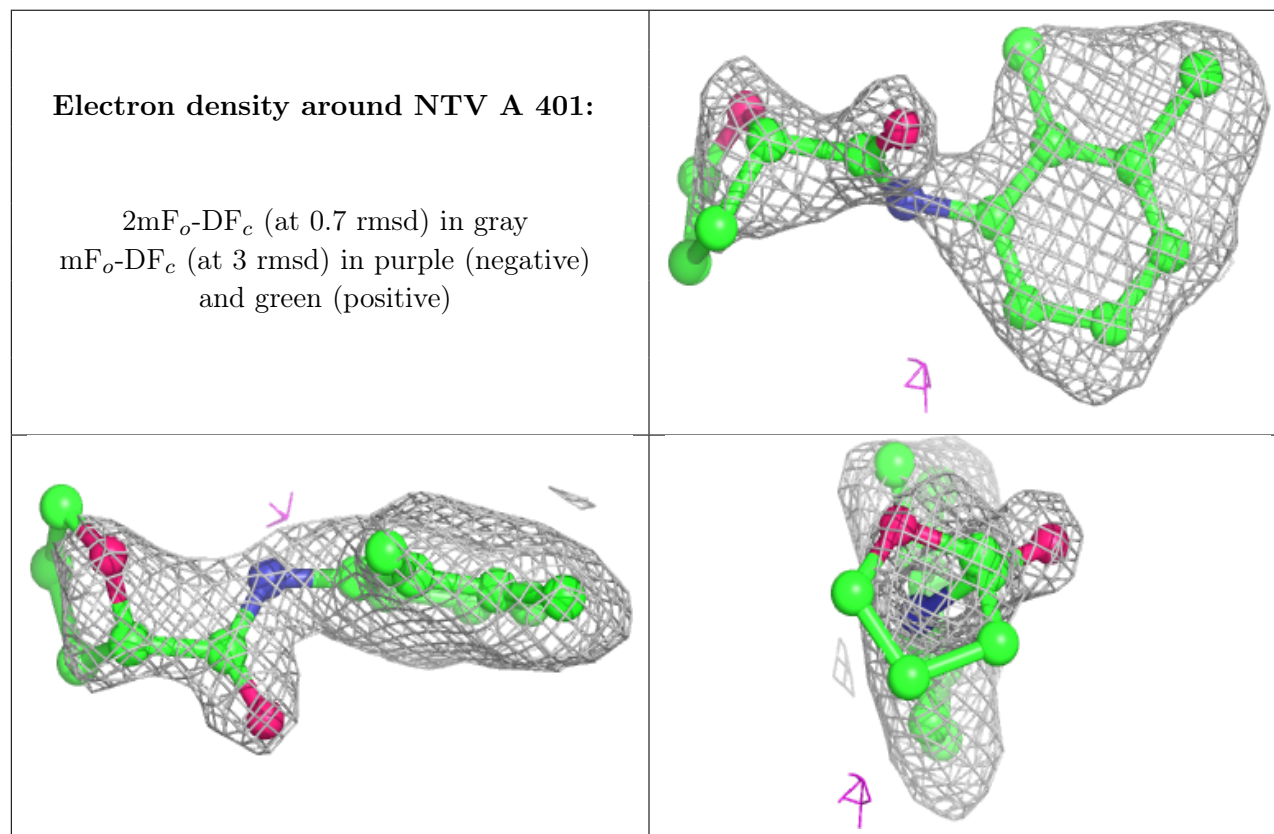 Electron density around NTV A 401:
2mFo-DFc (at 0.7 rmsd) in gray
mFo-DFc (at 3 rmsd) in purple (negative)
and green (positive)